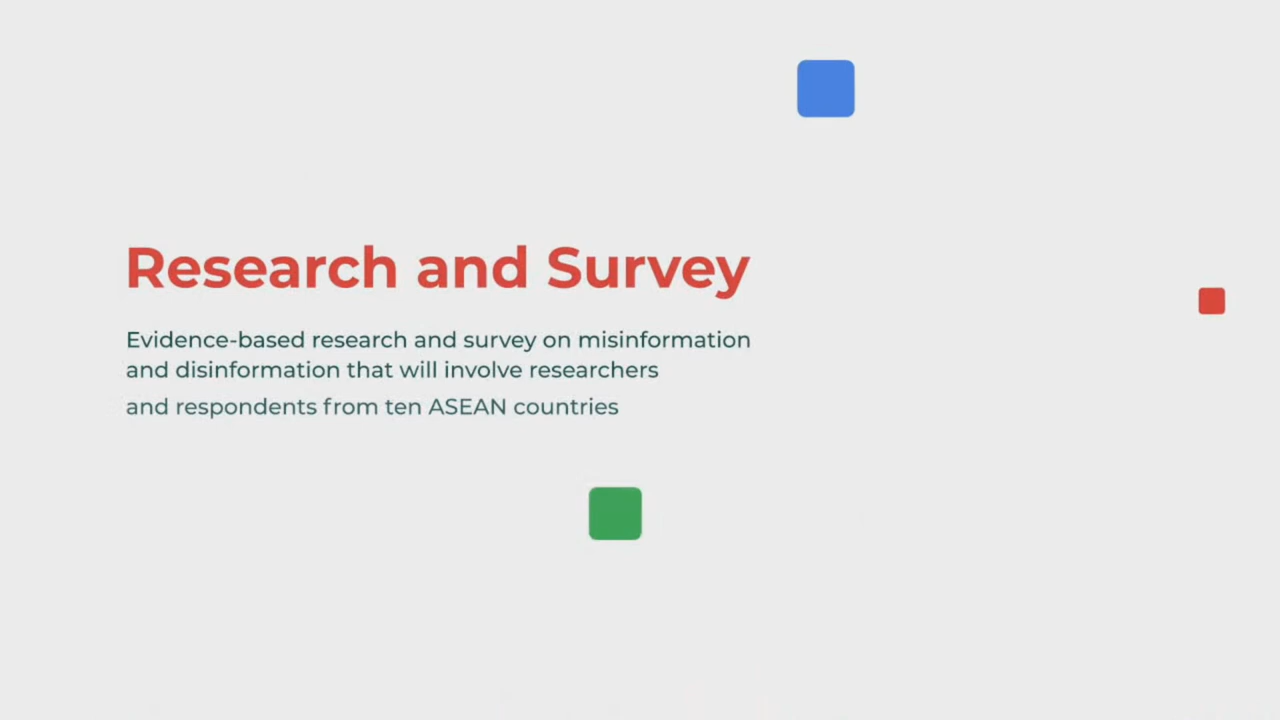 Research and Survey
Evidence-based research and survey on misinformation
and disinformation that will involve researchers
and respondents from ten ASEAN countries